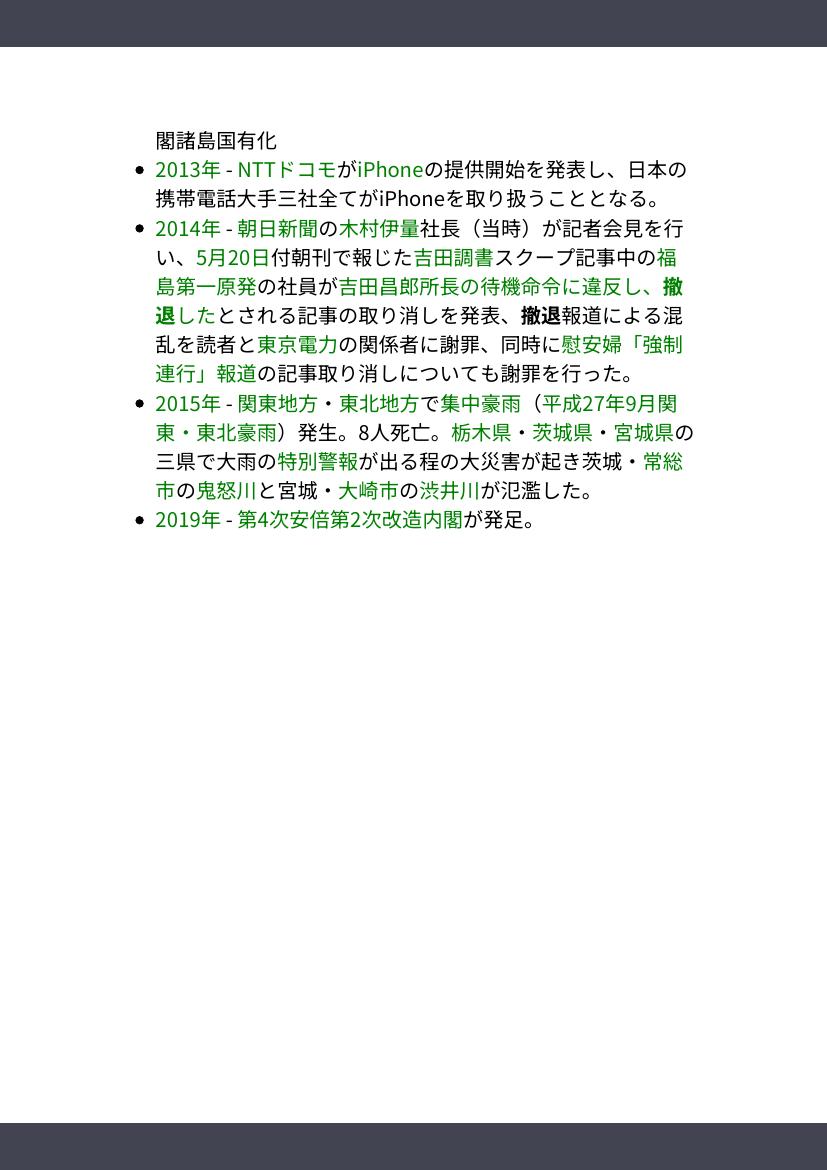 閣諸島国有化
• 2013年 - NTTドコモがiPhoneの提供開始を発表し、日本の
携帯電話大手三社全てがiPhoneを取り扱うこととなる。
• 2014年 - 朝日新聞の木村伊量社長（当時）が記者会見を行
い、5月20日付朝刊で報じた吉田調書スクープ記事中の福
島第一原発の社員が吉田昌郎所長の待機命令に違反し、撤
退したとされる記事の取り消しを発表、撤退報道による混
乱を読者と東京電力の関係者に謝罪、同時に慰安婦「強制
連行」報道の記事取り消しについても謝罪を行った。
• 2015年 - 関東地方・東北地方で集中豪雨（平成27年9月関
東・東北豪雨）発生。8人死亡。栃木県・茨城県・宮城県の
三県で大雨の特別警報が出る程の大災害が起き茨城・常総
市の鬼怒川と宮城・大崎市の渋井川が氾濫した。
• 2019年 - 第4次安倍第2次改造内閣が発足。